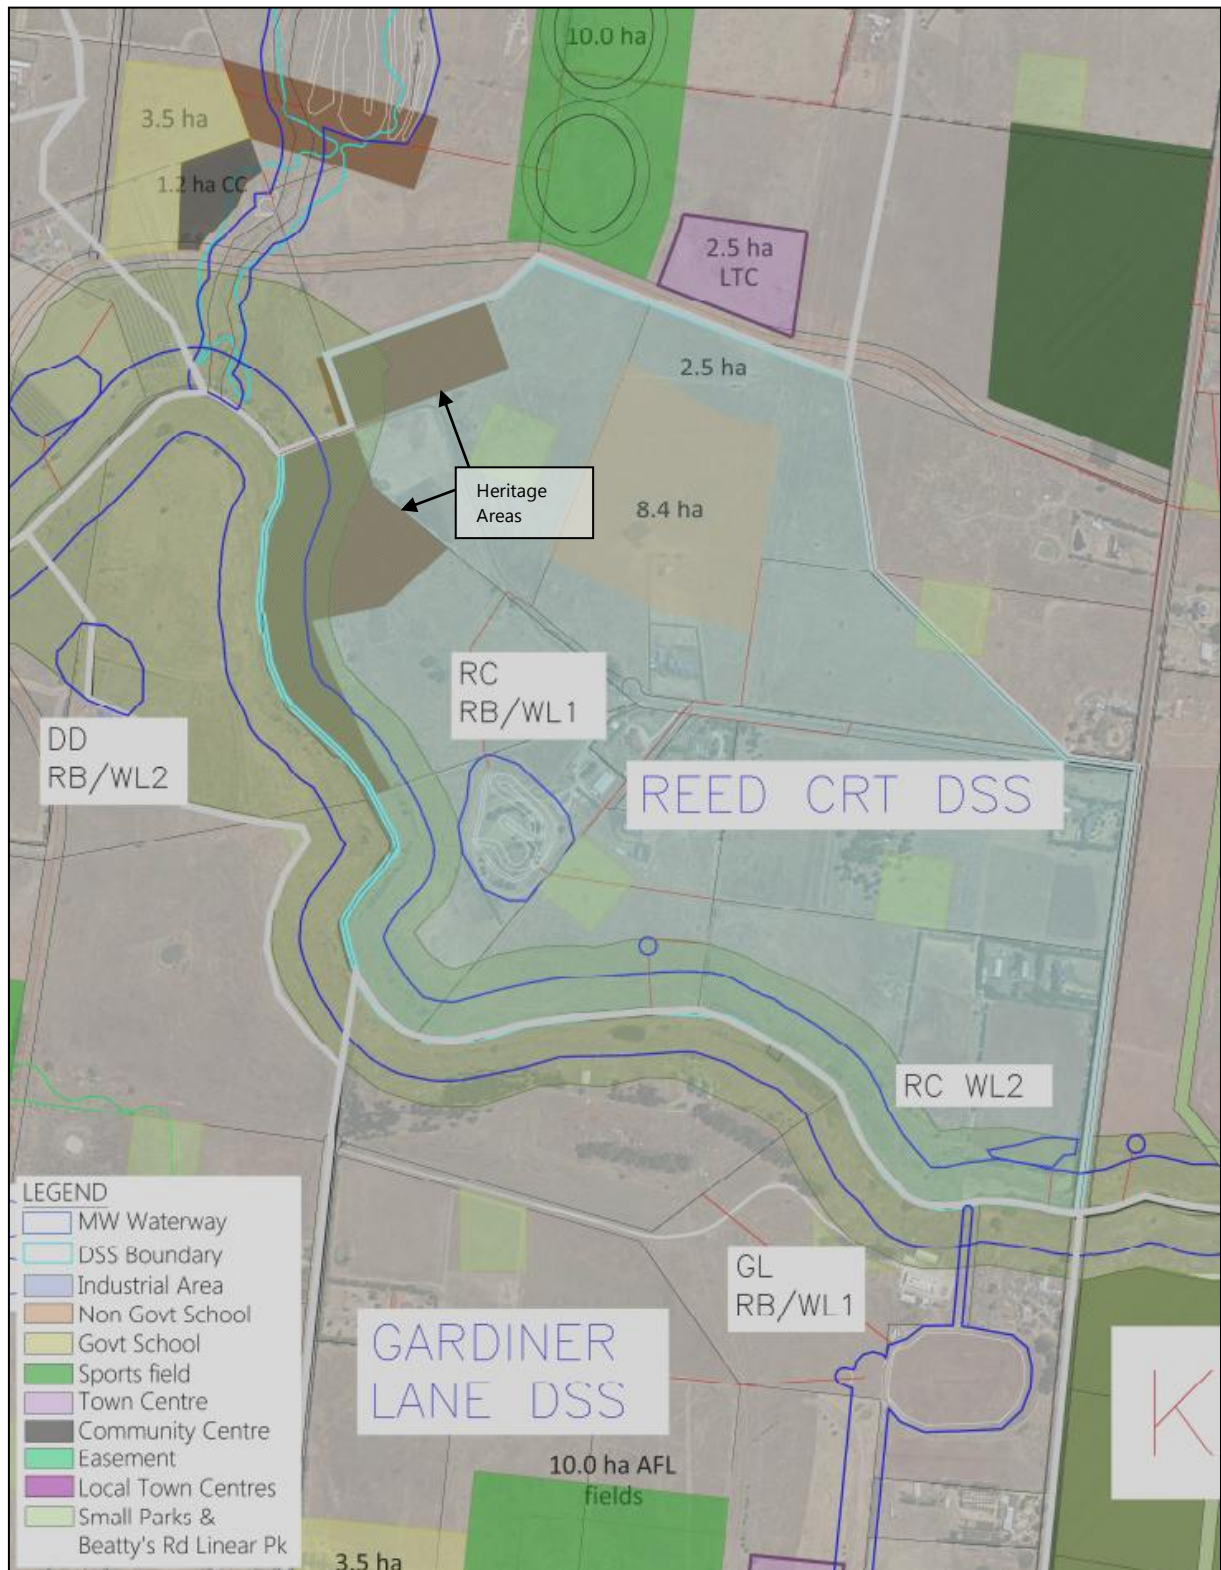 10.0 ha
3.5 ha
1.2 ha CC
2.5 ha
LTC
2.5 ha
Heritage
Areas
8.4 ha
RC
RB/WL1
DD
RB/WL2
REED CRT DSS
RC WL2
LEGEND
MW Waterway
DSS Boundary
Industrial Area
Non Govt School
Govt School
Sports field
Town Centre
Community Centre
Easement
Local Town Centres
Small Parks &
Beatty's Rd Linear Pk
GL
RB/WL1
GARDINER
LANE DSS
K
10.0 ha AFL
fields
3.5 ha